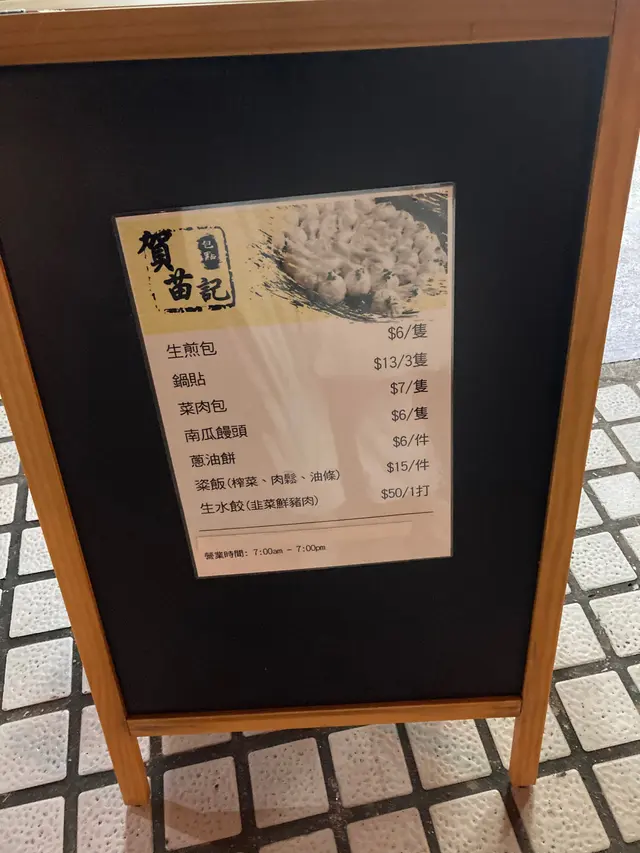 賀苗記
包點
生煎包 $6/隻
鍋貼 $13/3隻
菜肉包 $7/隻
南瓜饅頭 $6/隻
蔥油餅 $6/件
粢飯(榨菜、肉鬆、油條) $15/件
生水餃(韭菜鮮豬肉) $50/1打
營業時間: 7:00am - 7:00pm